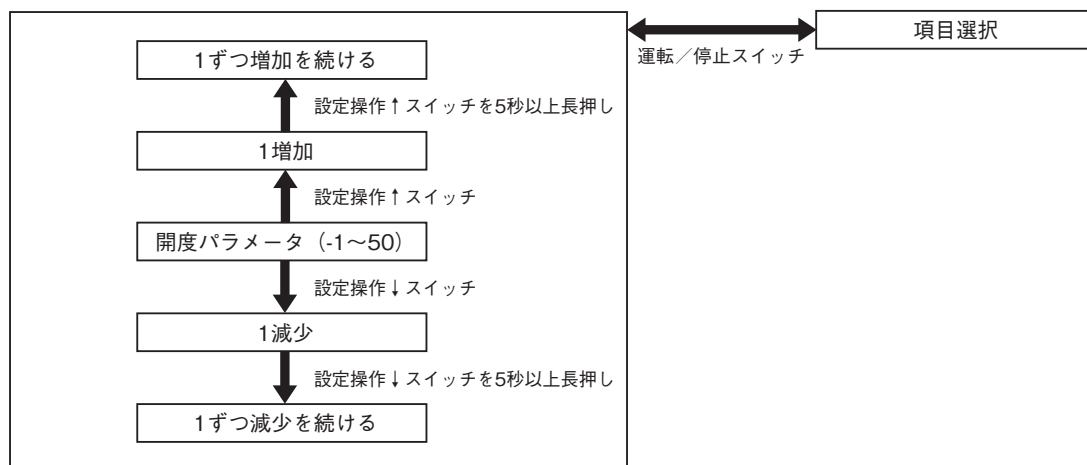 項目選択
運転／停止スイッチ
1ずつ増加を続ける
設定操作↑スイッチを5秒以上長押し
1増加
設定操作↑スイッチ
開度パラメータ（-1～50）
設定操作↓スイッチ
1減少
設定操作↓スイッチを5秒以上長押し
1ずつ減少を続ける